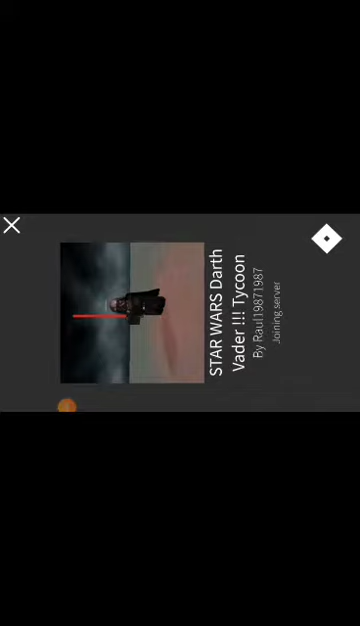 STAR WARS Darth
Vader !!! Tycoon
By Raul19871987
Joining server